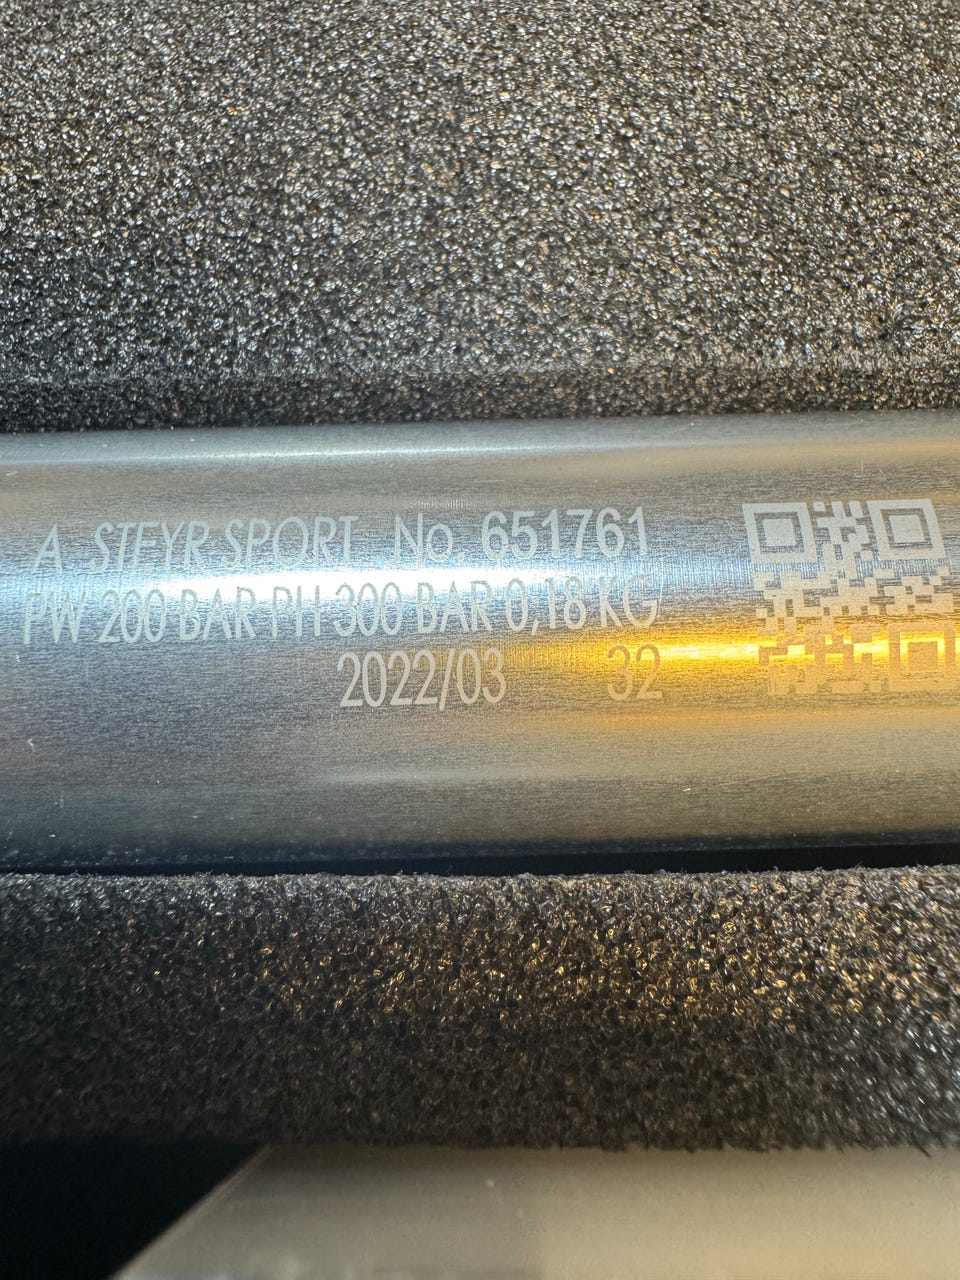 A STEYR SPORT No 651761
PW 200 BAR PH 300 BAR 0,18 KG
2022/03 32